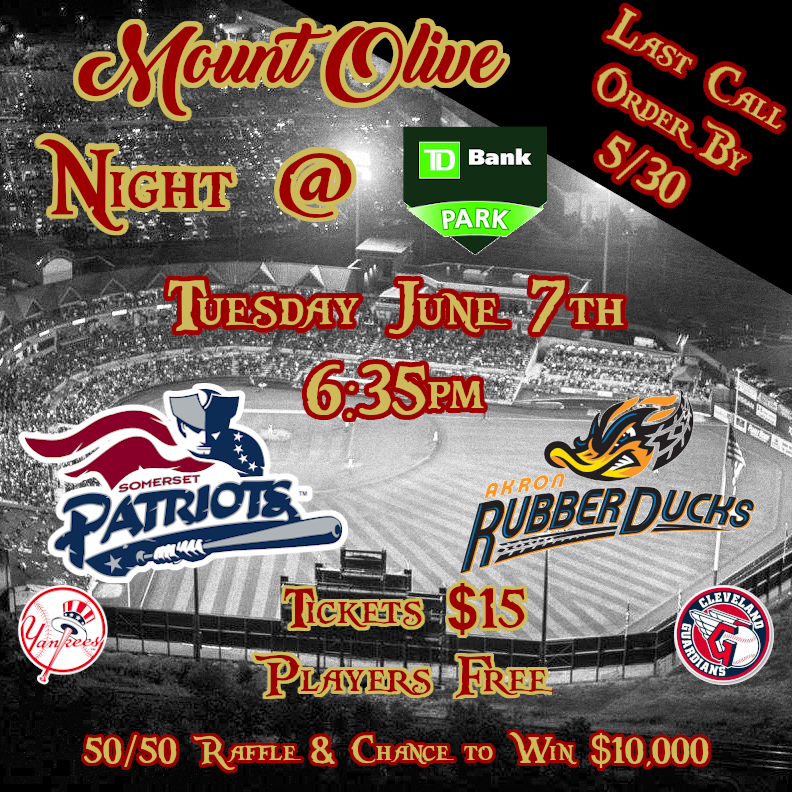 Mount Olive
Last Call
Order By
5/30
Night @
TD Bank
PARK
Tuesday June 7th
6:35pm
SOMERSET
PATRIOTS™
AKRON
RUBBERDUCKS
Tickets $15
Yankees
CLEVELAND
GUARDIANS
Players Free
50/50 Raffle & Chance to Win $10,000